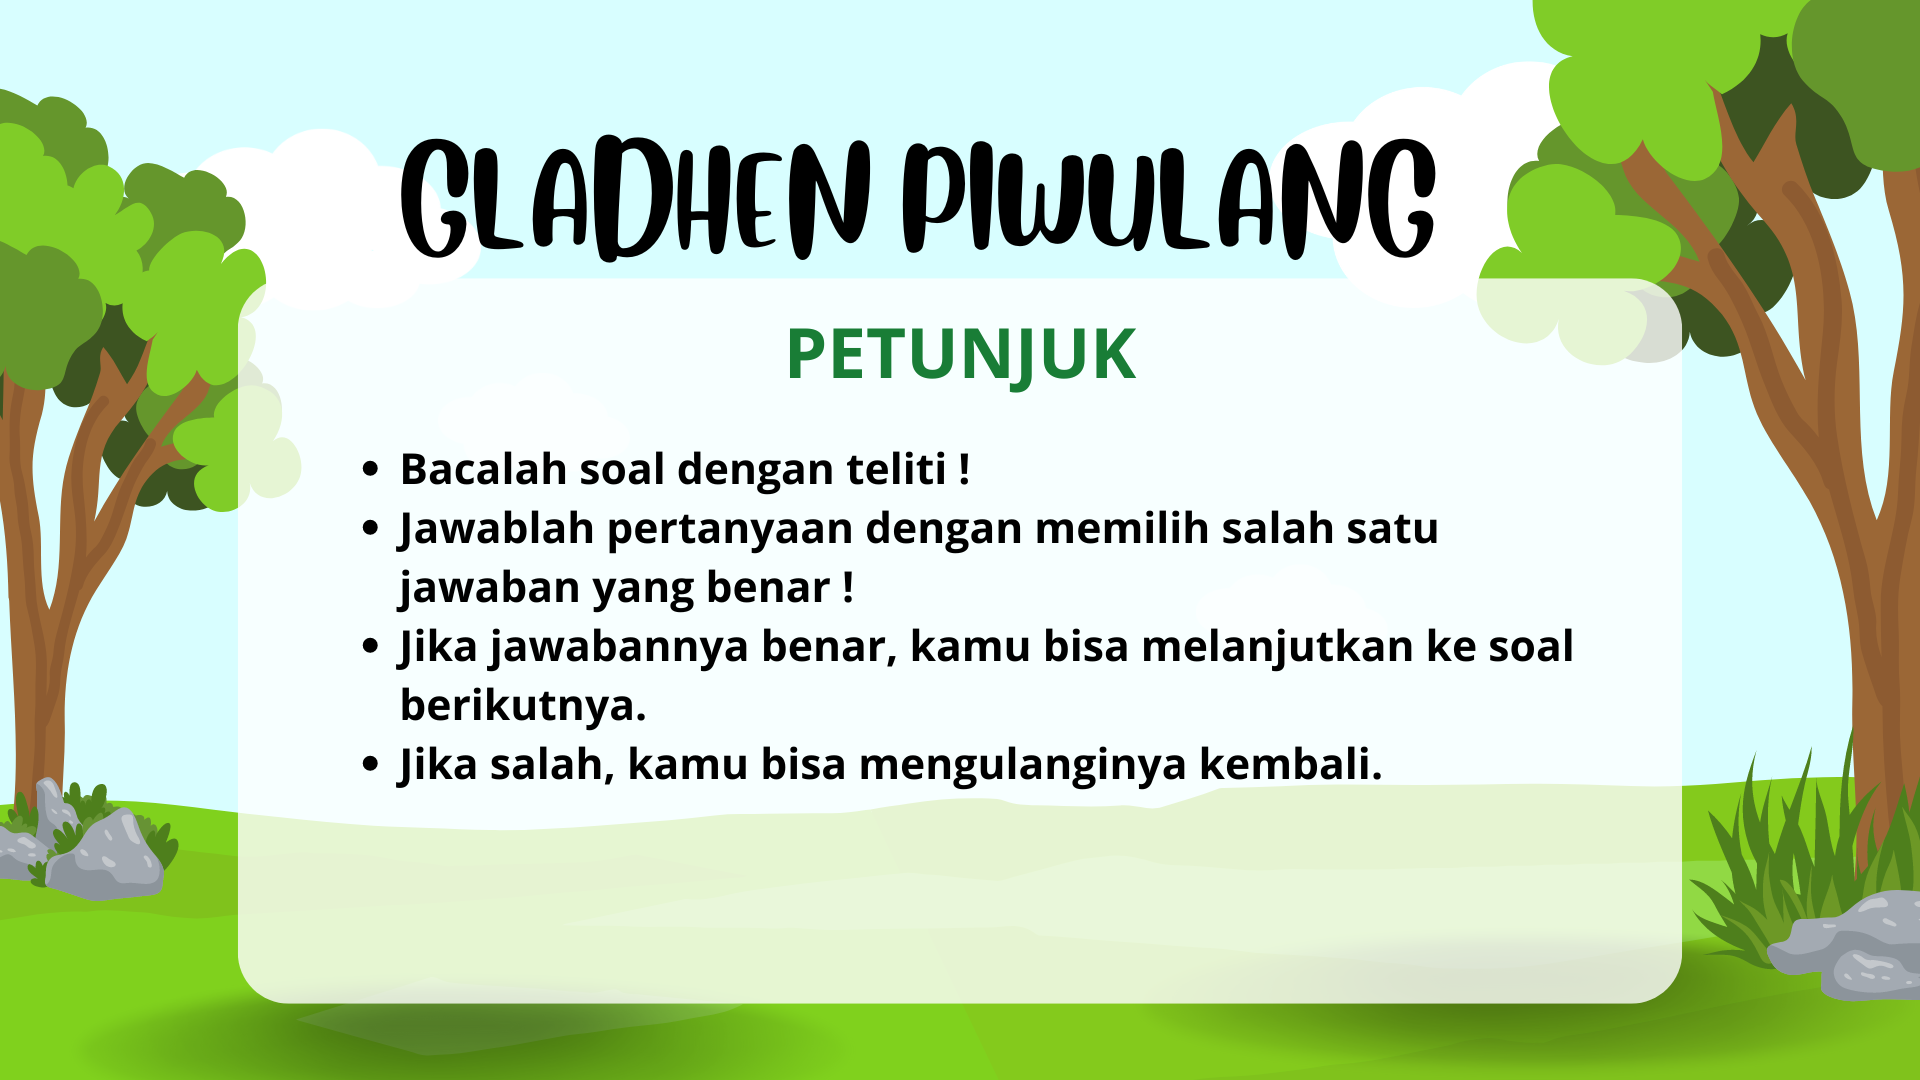 GLADHEN PIWULANG
PETUNJUK
• Bacalah soal dengan teliti !
• Jawablah pertanyaan dengan memilih salah satu
jawaban yang benar !
• Jika jawabannya benar, kamu bisa melanjutkan ke soal
berikutnya.
• Jika salah, kamu bisa mengulanginya kembali.